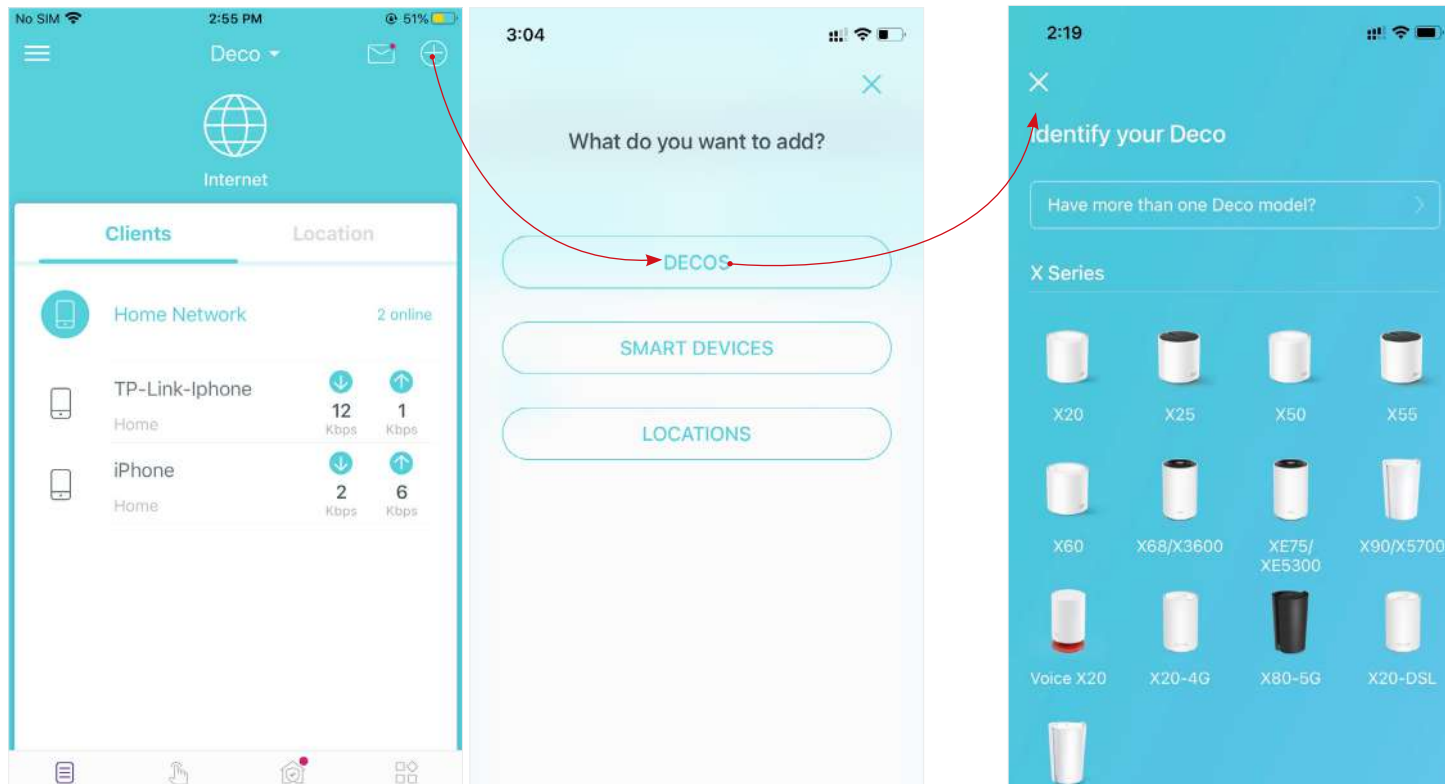 No SIM 2:55 PM 51%
Deco
Internet
Clients Location
Home Network 2 online
TP-Link-Iphone 12 1
Home Kbps Kbps
iPhone 2 6
Home Kbps Kbps
3:04
What do you want to add?
DECOS
SMART DEVICES
LOCATIONS
2:19
Identify your Deco
Have more than one Deco model?
X Series
X20 X25 X50 X55
X60 X68/X3600 XE75/ X90/X5700
XE5300
Voice X20 X20-4G X80-5G X20-DSL